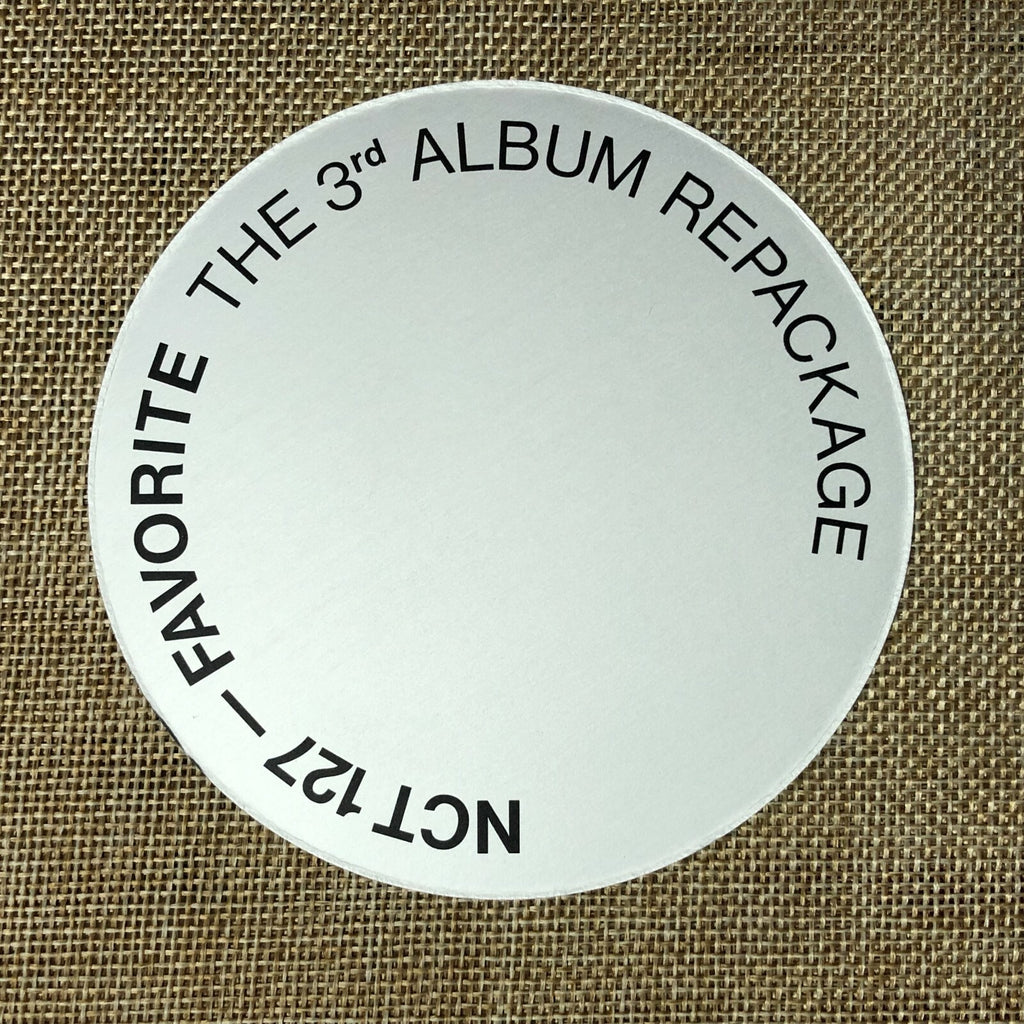 NCT 127 – FAVORITE THE 3rd ALBUM REPACKAGE